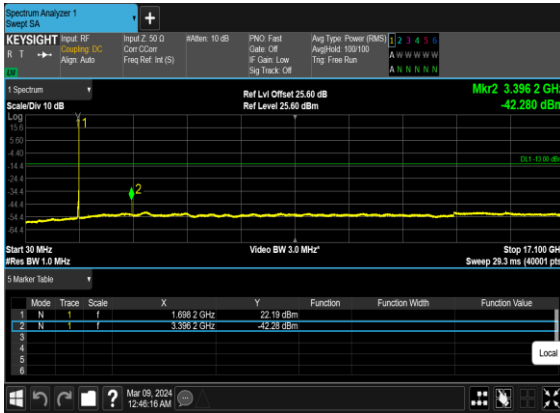 Spectrum Analyzer 1
Swept SA
+
KEYSIGHT Input: RF Input Z: 50 Ω #Atten: 10 dB PNO: Fast Avg Type: Power (RMS) 1 2 3 4 5 6
R T Coupling: DC Corr CCorr Gate: Off Avg|Hold: 100/100 A W W W W W
Align: Auto Freq Ref: Int (S) IF Gain: Low Trig: Free Run
Sig Track: Off A N N N N N
1 Spectrum Ref Lvl Offset 25.60 dB Mkr2 3.396 2 GHz
Scale/Div 10 dB Ref Level 25.60 dBm -42.280 dBm
Log
15.6
5.60
-4.40
-14.4
-24.4
-34.4
-44.4
-54.4
-64.4
1
2
DL1 -13.00 dBm
Start 30 MHz Video BW 3.0 MHz* Stop 17.100 GHz
#Res BW 1.0 MHz Sweep 29.3 ms (40001 pts
5 Marker Table
Mode Trace Scale X Y Function Function Width Function Value
1 N 1 f 1.698 2 GHz 22.19 dBm
2 N 1 f 3.396 2 GHz -42.28 dBm
3
4
5
6
Local
? Mar 09, 2024
12:46:16 AM